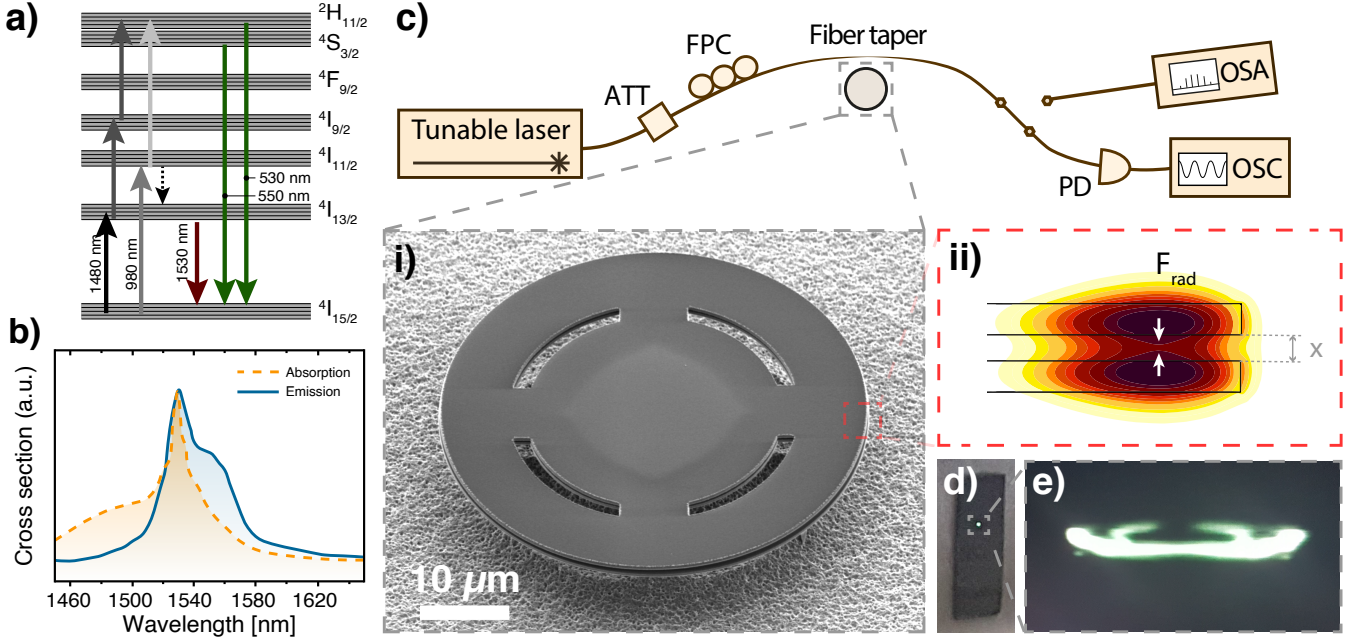 a)
²H₁₁/₂
⁴S₃/₂
⁴F₉/₂
⁴I₉/₂
⁴I₁₁/₂
530 nm
550 nm
⁴I₁₃/₂
1480 nm
980 nm
1530 nm
⁴I₁₅/₂
b)
Absorption
Emission
Cross section (a.u.)
1460 1500 1540 1580 1620
Wavelength [nm]
c)
Tunable laser
ATT
FPC
Fiber taper
OSA
PD
OSC
i)
10 µm
ii)
F_rad
x
d)
e)